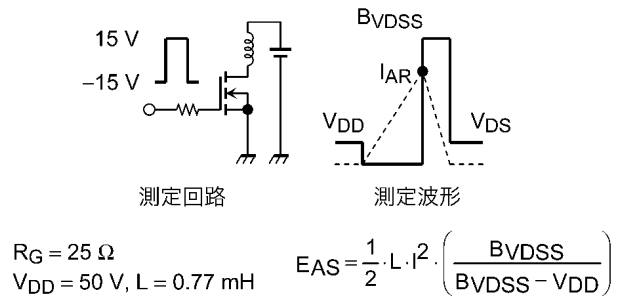 15 V
−15 V
BVDSS
IAR
VDD
VDS
測定回路
測定波形
RG = 25 Ω
VDD = 50 V, L = 0.77 mH
EAS = 1/2 · L · I² · ( BVDSS / BVDSS − VDD )